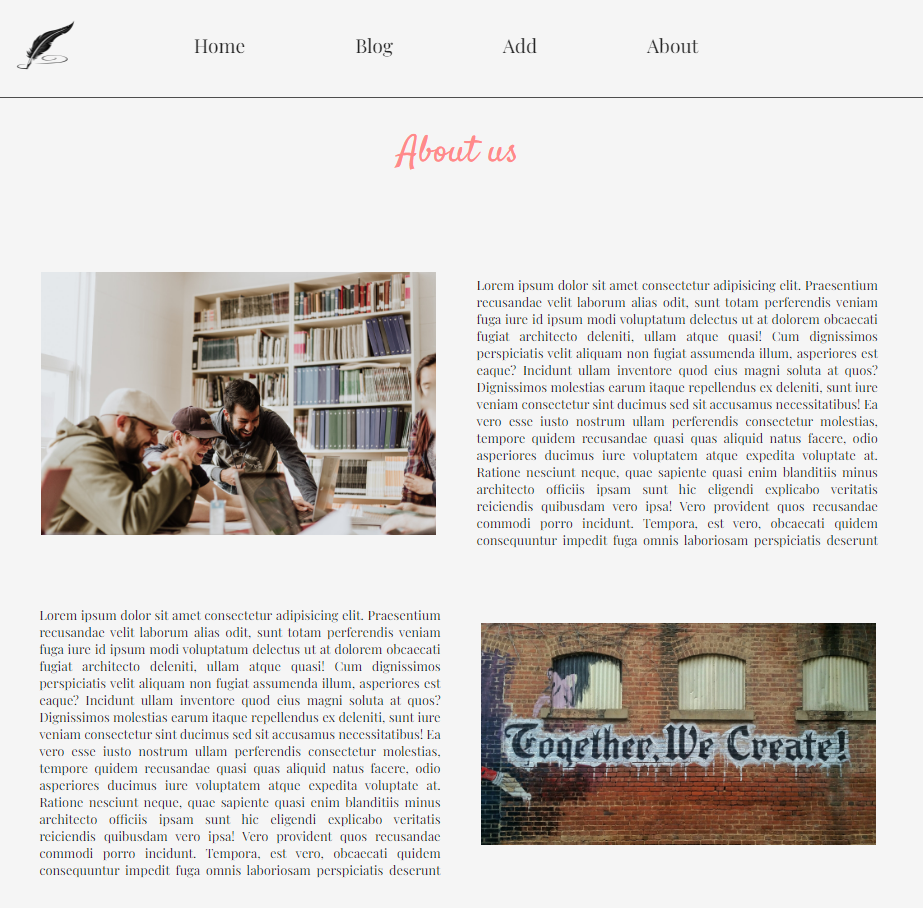 Home Blog Add About
About us
Lorem ipsum dolor sit amet consectetur adipisicing elit. Praesentium
recusandae velit laborum alias odit, sunt totam perferendis veniam
fuga iure id ipsum modi voluptatum delectus ut at dolorem obcaecati
fugiat architecto deleniti, ullam atque quasi! Cum dignissimos
perspiciatis velit aliquam non fugiat assumenda illum, asperiores est
eaque? Incidunt ullam inventore quod eius magni soluta at quos?
Dignissimos molestias earum itaque repellendus ex deleniti, sunt iure
veniam consectetur sint ducimus sed sit accusamus necessitatibus! Ea
vero esse iusto nostrum ullam perferendis consectetur molestias,
tempore quidem recusandae quasi quas aliquid natus facere, odio
asperiores ducimus iure voluptatem atque expedita voluptate at.
Ratione nesciunt neque, quae sapiente quasi enim blanditiis minus
architecto officiis ipsam sunt hic eligendi explicabo veritatis
reiciendis quibusdam vero ipsa! Vero provident quos recusandae
commodi porro incidunt. Tempora, est vero, obcaecati quidem
consequuntur impedit fuga omnis laboriosam perspiciatis deserunt
Lorem ipsum dolor sit amet consectetur adipisicing elit. Praesentium
recusandae velit laborum alias odit, sunt totam perferendis veniam
fuga iure id ipsum modi voluptatum delectus ut at dolorem obcaecati
fugiat architecto deleniti, ullam atque quasi! Cum dignissimos
perspiciatis velit aliquam non fugiat assumenda illum, asperiores est
eaque? Incidunt ullam inventore quod eius magni soluta at quos?
Dignissimos molestias earum itaque repellendus ex deleniti, sunt iure
veniam consectetur sint ducimus sed sit accusamus necessitatibus! Ea
vero esse iusto nostrum ullam perferendis consectetur molestias,
tempore quidem recusandae quasi quas aliquid natus facere, odio
asperiores ducimus iure voluptatem atque expedita voluptate at.
Ratione nesciunt neque, quae sapiente quasi enim blanditiis minus
architecto officiis ipsam sunt hic eligendi explicabo veritatis
reiciendis quibusdam vero ipsa! Vero provident quos recusandae
commodi porro incidunt. Tempora, est vero, obcaecati quidem
consequuntur impedit fuga omnis laboriosam perspiciatis deserunt
Together, We Create!